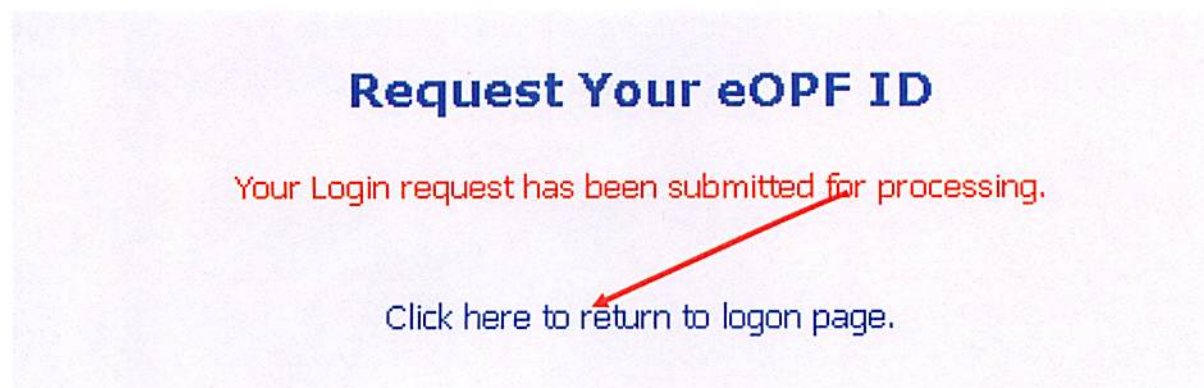 Request Your eOPF ID
Your Login request has been submitted for processing.
Click here to return to logon page.